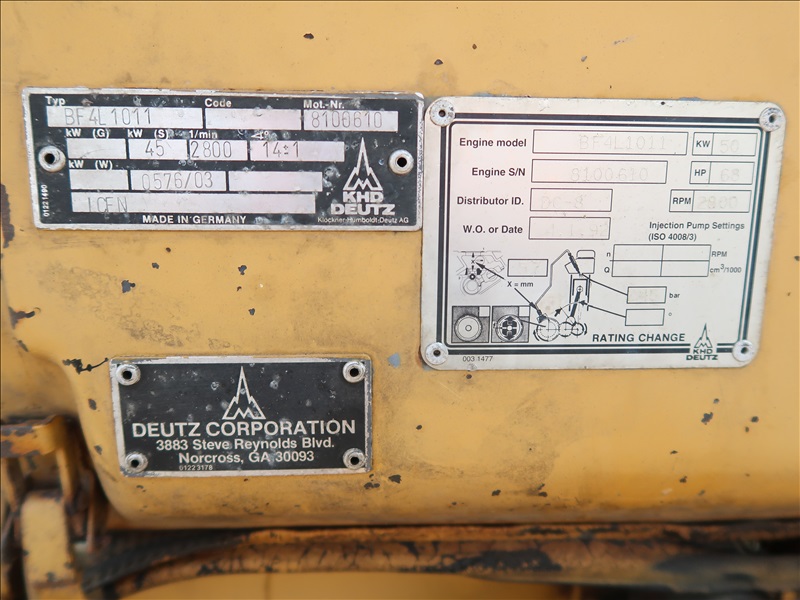 Typ Code Mot.-Nr.
BF4L1011 8100610
kW (G) kW (S) 1/min
45 2800 14±1
kW (W)
0576/03
MADE IN GERMANY
01221490
KHD
DEUTZ
Klöckner-Humboldt-Deutz AG
Engine model BF4L1011 KW 50
Engine S/N 8100610 HP 68
Distributor ID. RPM 2800
W.O. or Date Injection Pump Settings
(ISO 4008/3)
n RPM
Q cm³/1000
X = mm
bar
°
RATING CHANGE
003 1477
KHD
DEUTZ
DEUTZ CORPORATION
3883 Steve Reynolds Blvd.
Norcross, GA 30093
01223178